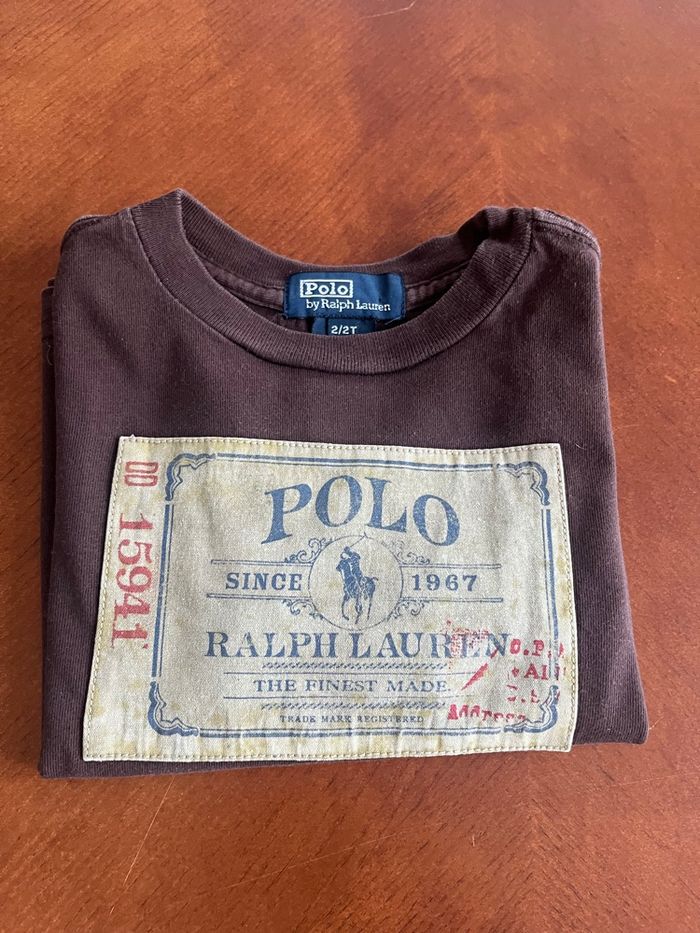 Polo
by Ralph Lauren
2/2T
DD 15941
POLO
SINCE 1967
RALPH LAUREN
THE FINEST MADE
TRADE MARK REGISTERED
Address